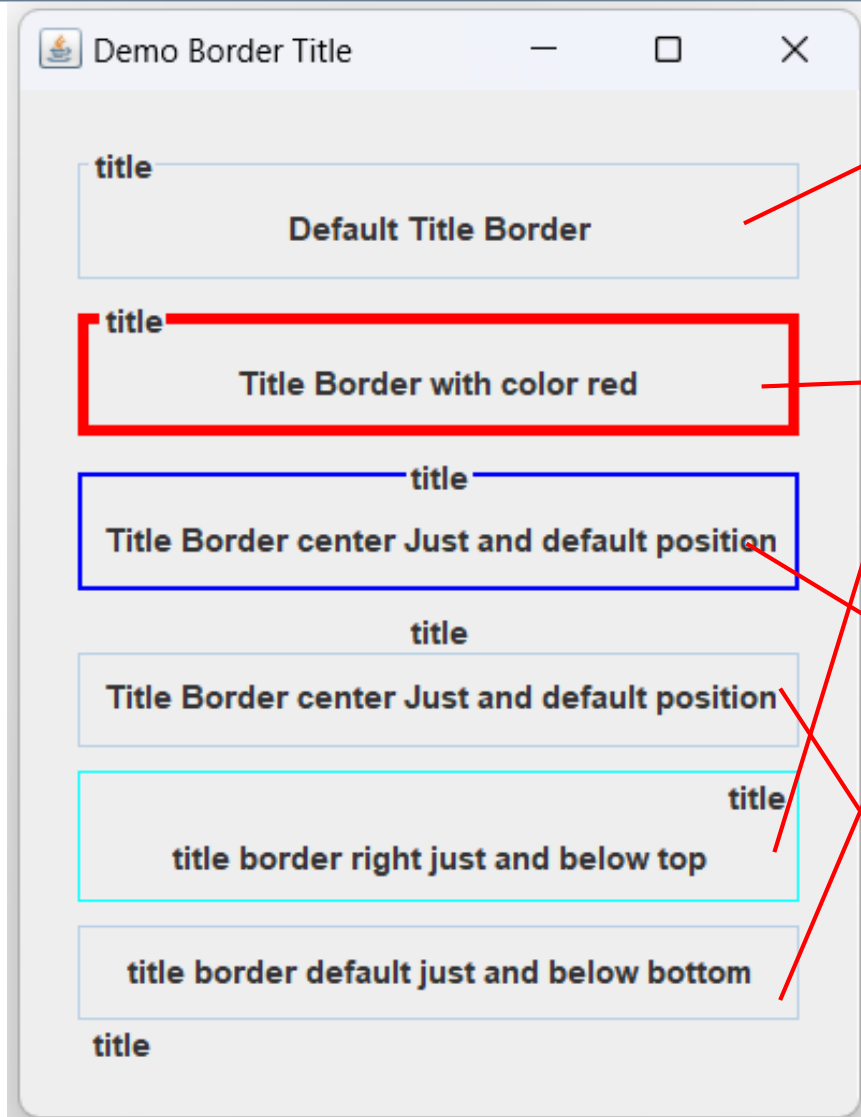 Demo Border Title
title
Default Title Border
title
Title Border with color red
title
Title Border center Just and default position
title
Title Border center Just and default position
title
title border right just and below top
title border default just and below bottom
title